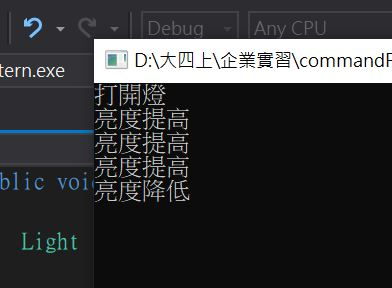 Debug
Any CPU
tern.exe
D:\大四上\企業實習\commandP
打開燈
亮度提高
亮度提高
亮度提高
亮度降低
blic voi
Light